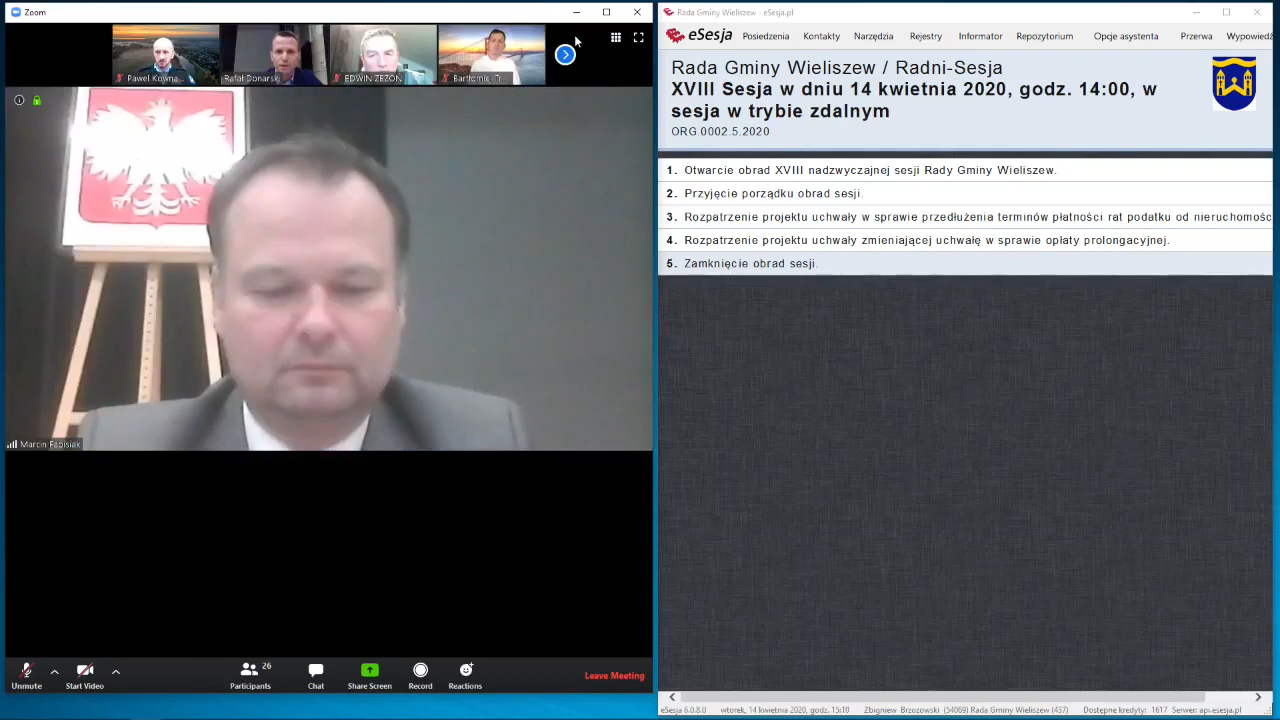 Zoom
Rafał Donarski
EDWIN ZEZON
Marcin Fabisiak
Unmute
Start Video
26
Participants
Chat
Share Screen
Record
Reactions
Leave Meeting
Rada Gminy Wieliszew - eSesja.pl
eSesja Posiedzenia Kontakty Narzędzia Rejestry Informator Repozytorium Opcje asystenta Przerwa Wypowied
Rada Gminy Wieliszew / Radni-Sesja
XVIII Sesja w dniu 14 kwietnia 2020, godz. 14:00, w
sesja w trybie zdalnym
ORG.0002.5.2020
1. Otwarcie obrad XVIII nadzwyczajnej sesji Rady Gminy Wieliszew.
2. Przyjęcie porządku obrad sesji.
3. Rozpatrzenie projektu uchwały w sprawie przedłużenia terminów płatności rat podatku od nieruchomośc
4. Rozpatrzenie projektu uchwały zmieniającej uchwałę w sprawie opłaty prolongacyjnej.
5. Zamknięcie obrad sesji.
eSesja 6.0.8.0 wtorek, 14 kwietnia 2020, godz. 15:10 Zbigniew Brzozowski (54069) Rada Gminy Wieliszew (437) Dostępne kredyty: 1617 Serwer: api.esesja.pl